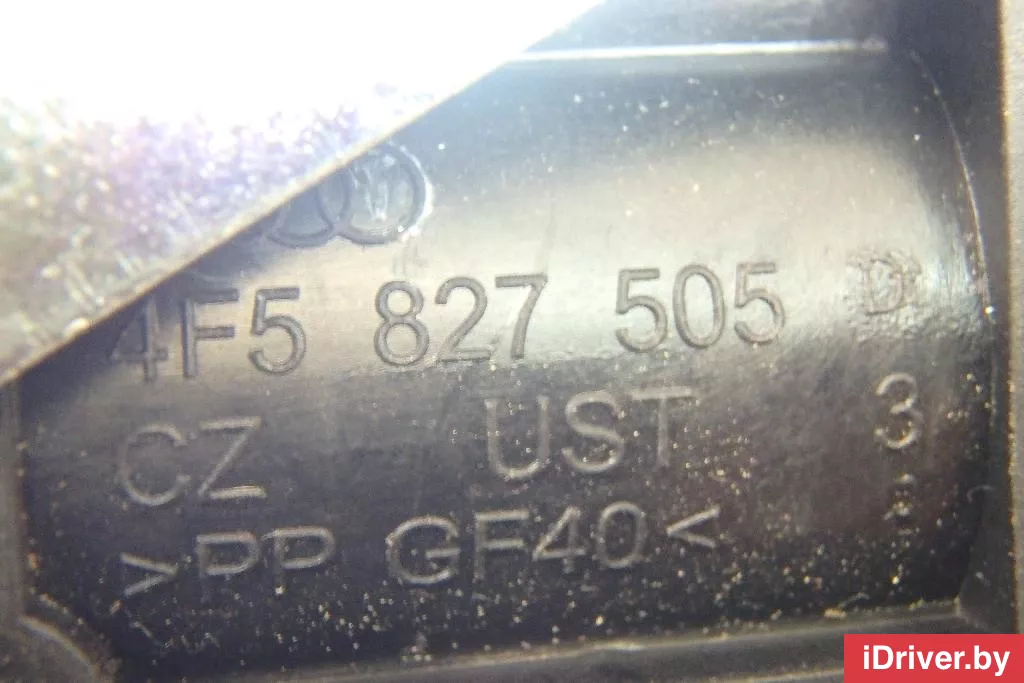 4F5 827 505 D
CZ UST 3
>PP GF40<
iDriver.by